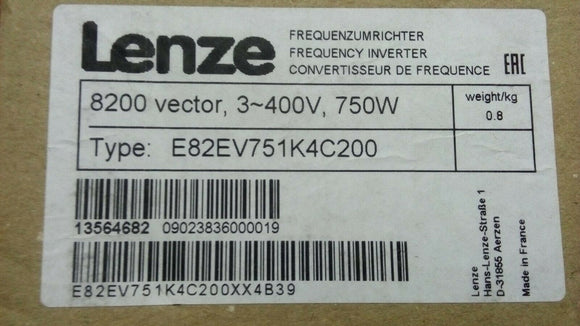 Lenze
FREQUENZUMRICHTER
FREQUENCY INVERTER
CONVERTISSEUR DE FREQUENCE
EAC
8200 vector, 3~400V, 750W
weight/kg
0.8
Type: E82EV751K4C200
13564682 09023836000019
E82EV751K4C200XX4B39
Lenze
Hans-Lenze-Straße 1
D-31855 Aerzen
Made in France